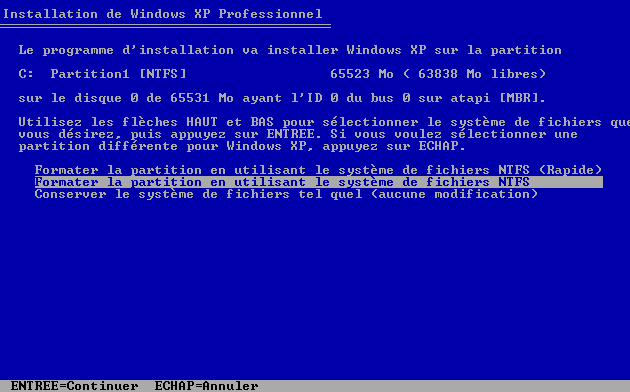 Installation de Windows XP Professionnel
Le programme d'installation va installer Windows XP sur la partition
C: Partition1 [NTFS] 65523 Mo ( 63838 Mo libres)
sur le disque 0 de 65531 Mo ayant l'ID 0 du bus 0 sur atapi [MBR].
Utilisez les flèches HAUT et BAS pour sélectionner le système de fichiers que
vous désirez, puis appuyez sur ENTREE. Si vous voulez sélectionner une
partition différente pour Windows XP, appuyez sur ECHAP.
Formater la partition en utilisant le système de fichiers NTFS (Rapide)
Formater la partition en utilisant le système de fichiers NTFS
Conserver le système de fichiers tel quel (aucune modification)
ENTREE=Continuer ECHAP=Annuler